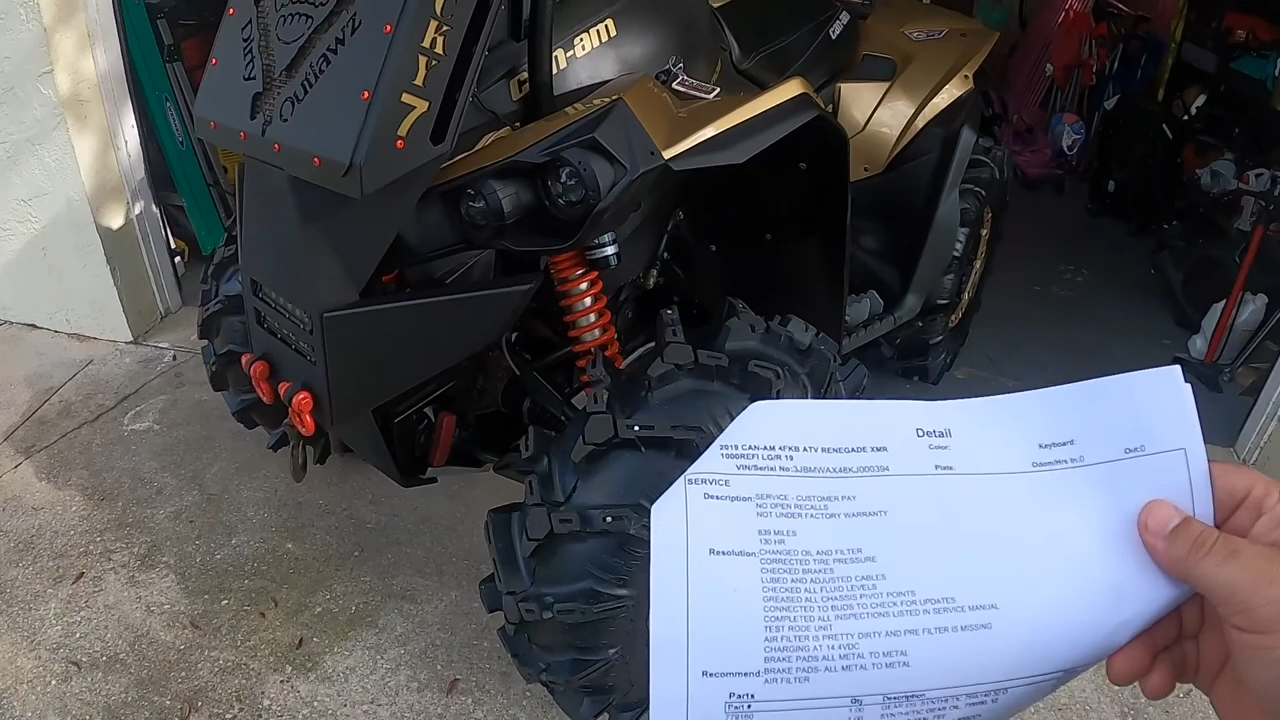 Dirty
Outlawz
CKY7
can-am
can-am
Detail
2019 CAN-AM 4FKB ATV RENEGADE XMR Color: Keyboard:
1000REFI LG/R 19
VIN/Serial No:3JBMWAX48KJ000394 Plate: Odom/Hrs In:0 Out:0
SERVICE
Description: SERVICE - CUSTOMER PAY
NO OPEN RECALLS
NOT UNDER FACTORY WARRANTY
839 MILES
130 HR
Resolution: CHANGED OIL AND FILTER
CORRECTED TIRE PRESSURE
CHECKED BRAKES
LUBED AND ADJUSTED CABLES
CHECKED ALL FLUID LEVELS
GREASED ALL CHASSIS PIVOT POINTS
CONNECTED TO BUDS TO CHECK FOR UPDATES
COMPLETED ALL INSPECTIONS LISTED IN SERVICE MANUAL
TEST RODE UNIT
AIR FILTER IS PRETTY DIRTY AND PRE FILTER IS MISSING
CHARGING AT 14.4VDC
BRAKE PADS ALL METAL TO METAL
Recommend: BRAKE PADS- ALL METAL TO METAL
AIR FILTER
Parts
Part # Qty Description
779160 1.00